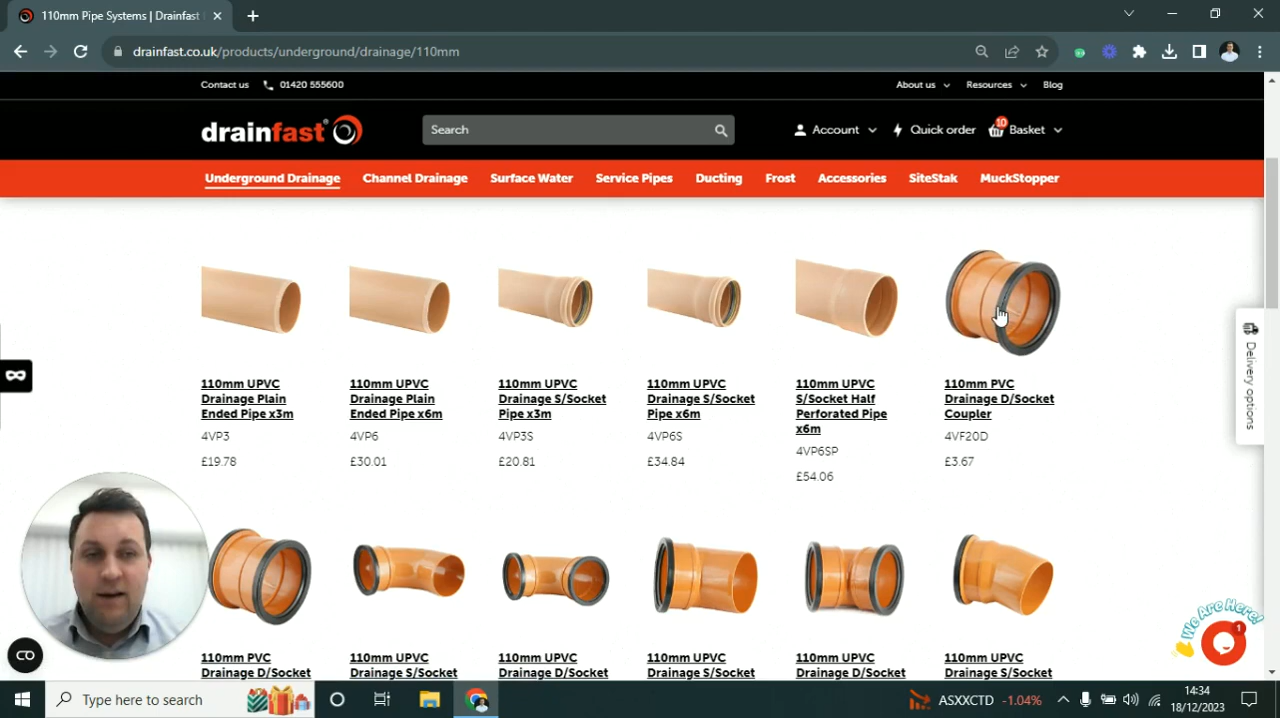 110mm Pipe Systems | Drainfast
drainfast.co.uk/products/underground/drainage/110mm
Contact us 01420 555600 About us Resources Blog
drainfast® Search Account Quick order 10 Basket
Underground Drainage Channel Drainage Surface Water Service Pipes Ducting Frost Accessories SiteStak MuckStopper
110mm UPVC
Drainage Plain
Ended Pipe x3m
4VP3
£19.78
110mm UPVC
Drainage Plain
Ended Pipe x6m
4VP6
£30.01
110mm UPVC
Drainage S/Socket
Pipe x3m
4VP3S
£20.81
110mm UPVC
Drainage S/Socket
Pipe x6m
4VP6S
£34.84
110mm UPVC
S/Socket Half
Perforated Pipe
x6m
4VP6SP
£54.06
110mm PVC
Drainage D/Socket
Coupler
4VF20D
£3.67
Delivery options
110mm PVC
Drainage D/Socket
110mm UPVC
Drainage S/Socket
110mm UPVC
Drainage D/Socket
110mm UPVC
Drainage S/Socket
110mm UPVC
Drainage D/Socket
110mm UPVC
Drainage S/Socket
We Are Here!
1
Type here to search
ASXXCTD -1.04%
14:34
18/12/2023